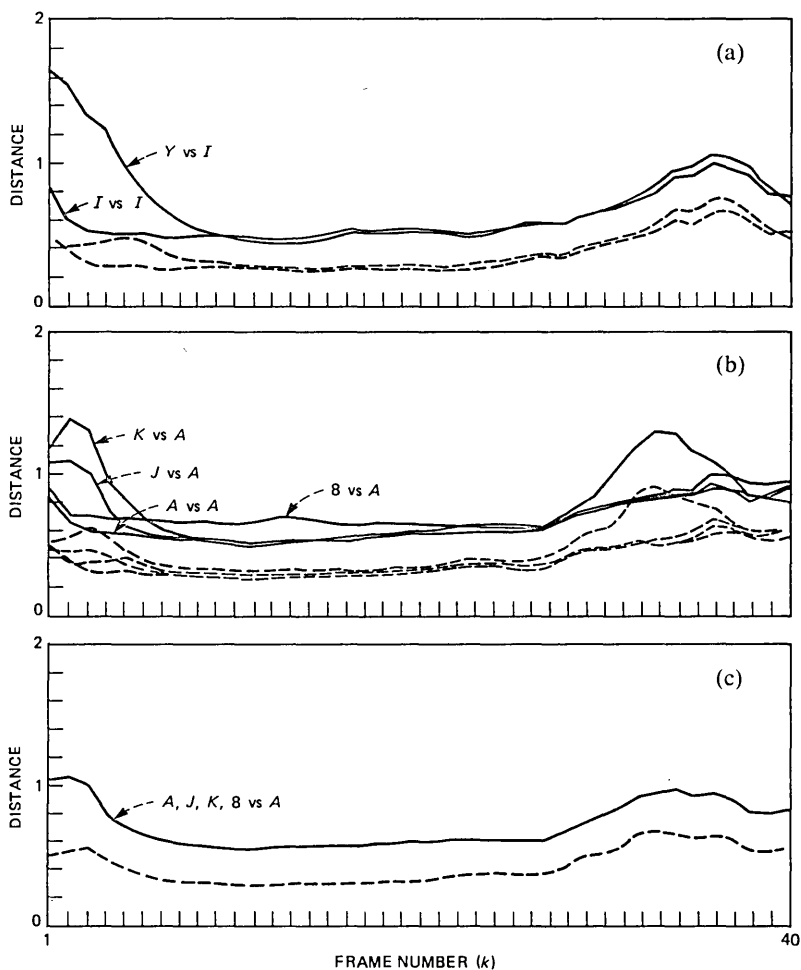 2
(a)
DISTANCE
Y vs I
1
I vs I
0
2
(b)
K vs A
DISTANCE
J vs A
1
8 vs A
A vs A
0
2
(c)
DISTANCE
1
A, J, K, 8 vs A
0
1
40
FRAME NUMBER (k)